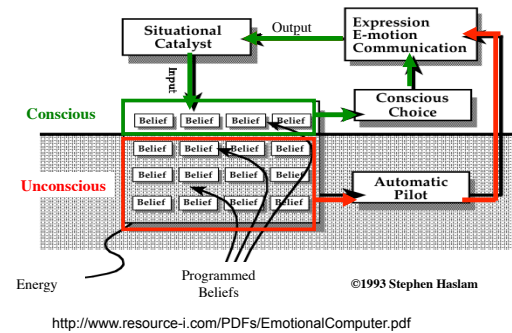 Situational
Catalyst
Output
Expression
E-motion
Communication
Input
Conscious
Choice
Conscious
Belief Belief Belief Belief
Belief Belief Belief Belief
Unconscious
Belief Belief Belief Belief
Belief Belief Belief Belief
Automatic
Pilot
Energy
Programmed
Beliefs
©1993 Stephen Haslam
http://www.resource-i.com/PDFs/EmotionalComputer.pdf